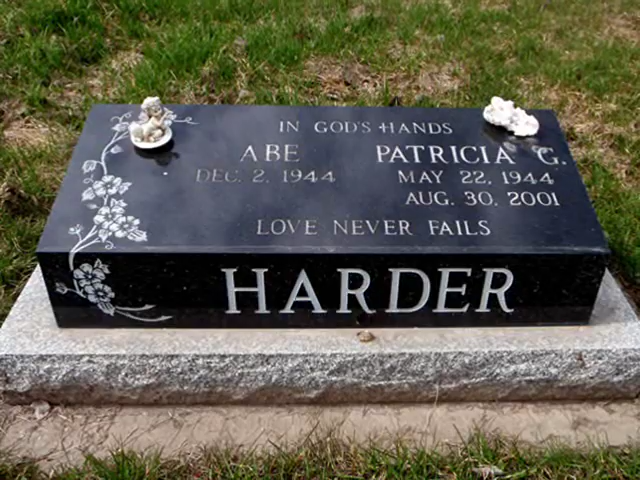 IN GOD'S HANDS
ABE PATRICIA G.
DEC. 2, 1944 MAY 22, 1944
AUG. 30, 2001
LOVE NEVER FAILS
HARDER